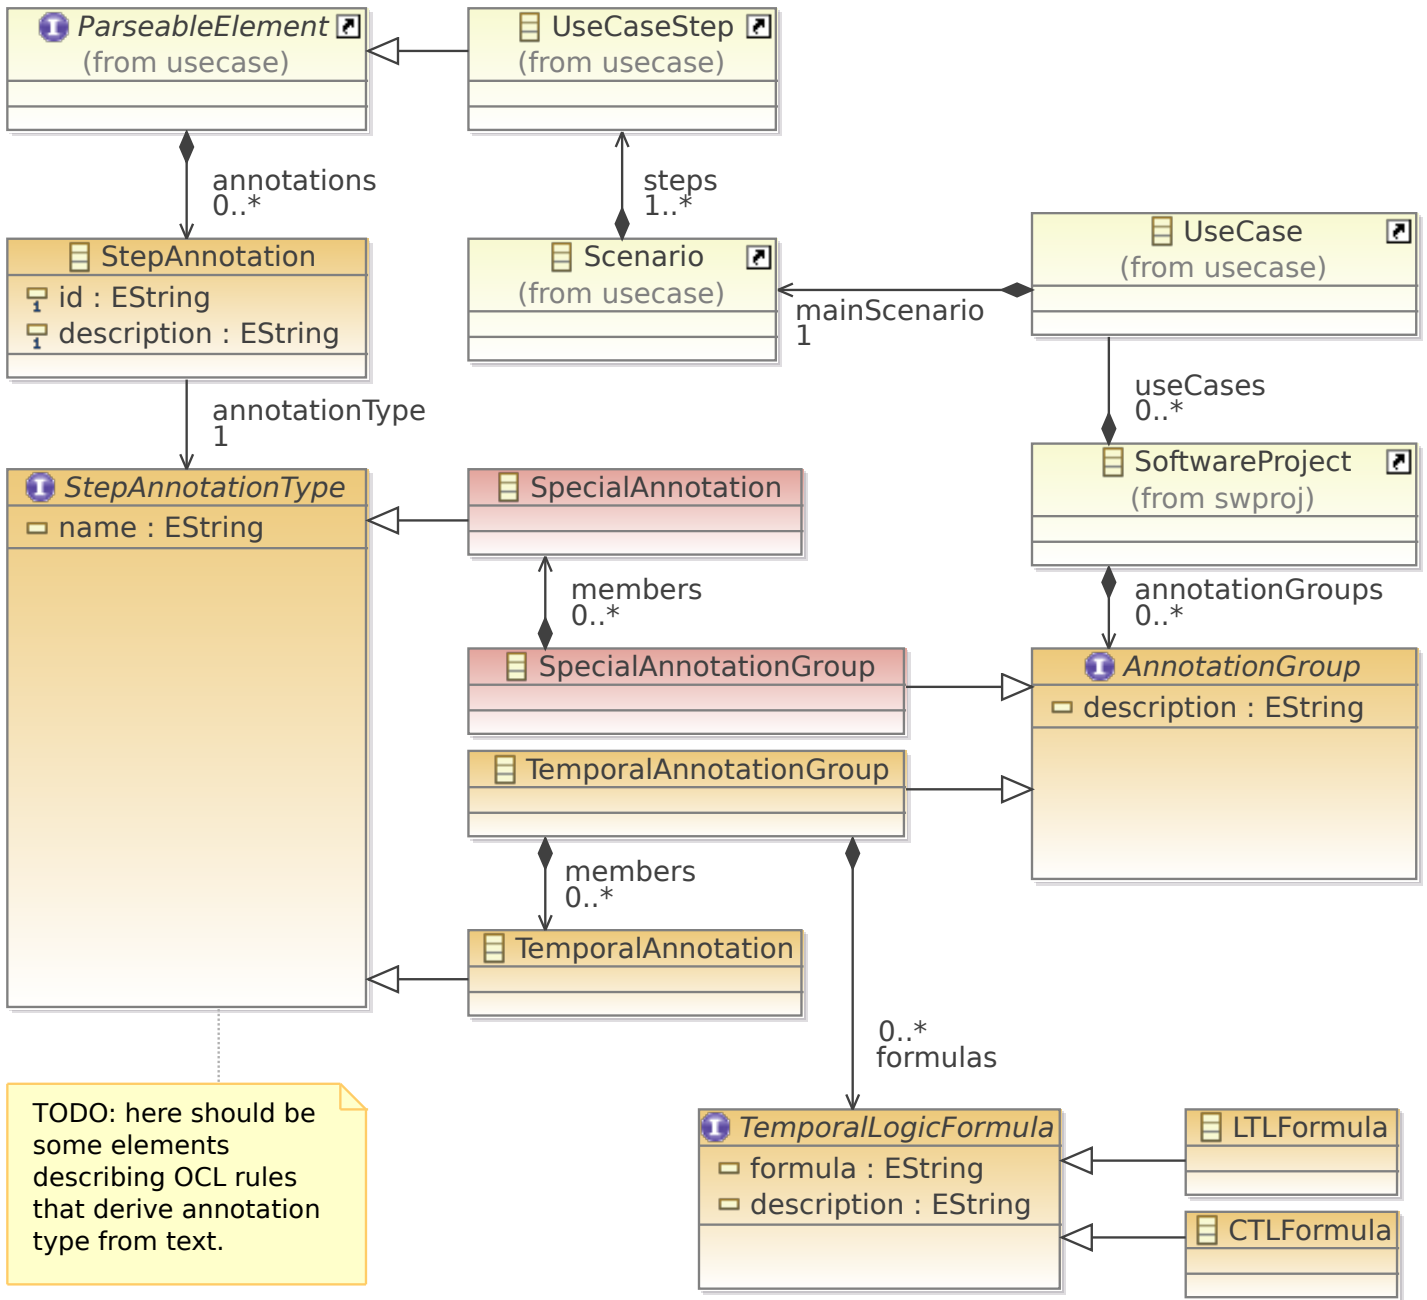 ParseableElement
(from usecase)
UseCaseStep
(from usecase)
annotations
0..*
steps
1..*
StepAnnotation
id : EString
description : EString
Scenario
(from usecase)
mainScenario
1
UseCase
(from usecase)
annotationType
1
useCases
0..*
StepAnnotationType
name : EString
SpecialAnnotation
SoftwareProject
(from swproj)
members
0..*
annotationGroups
0..*
SpecialAnnotationGroup
AnnotationGroup
description : EString
TemporalAnnotationGroup
members
0..*
TemporalAnnotation
0..*
formulas
TODO: here should be
some elements
describing OCL rules
that derive annotation
type from text.
TemporalLogicFormula
formula : EString
description : EString
LTLFormula
CTLFormula